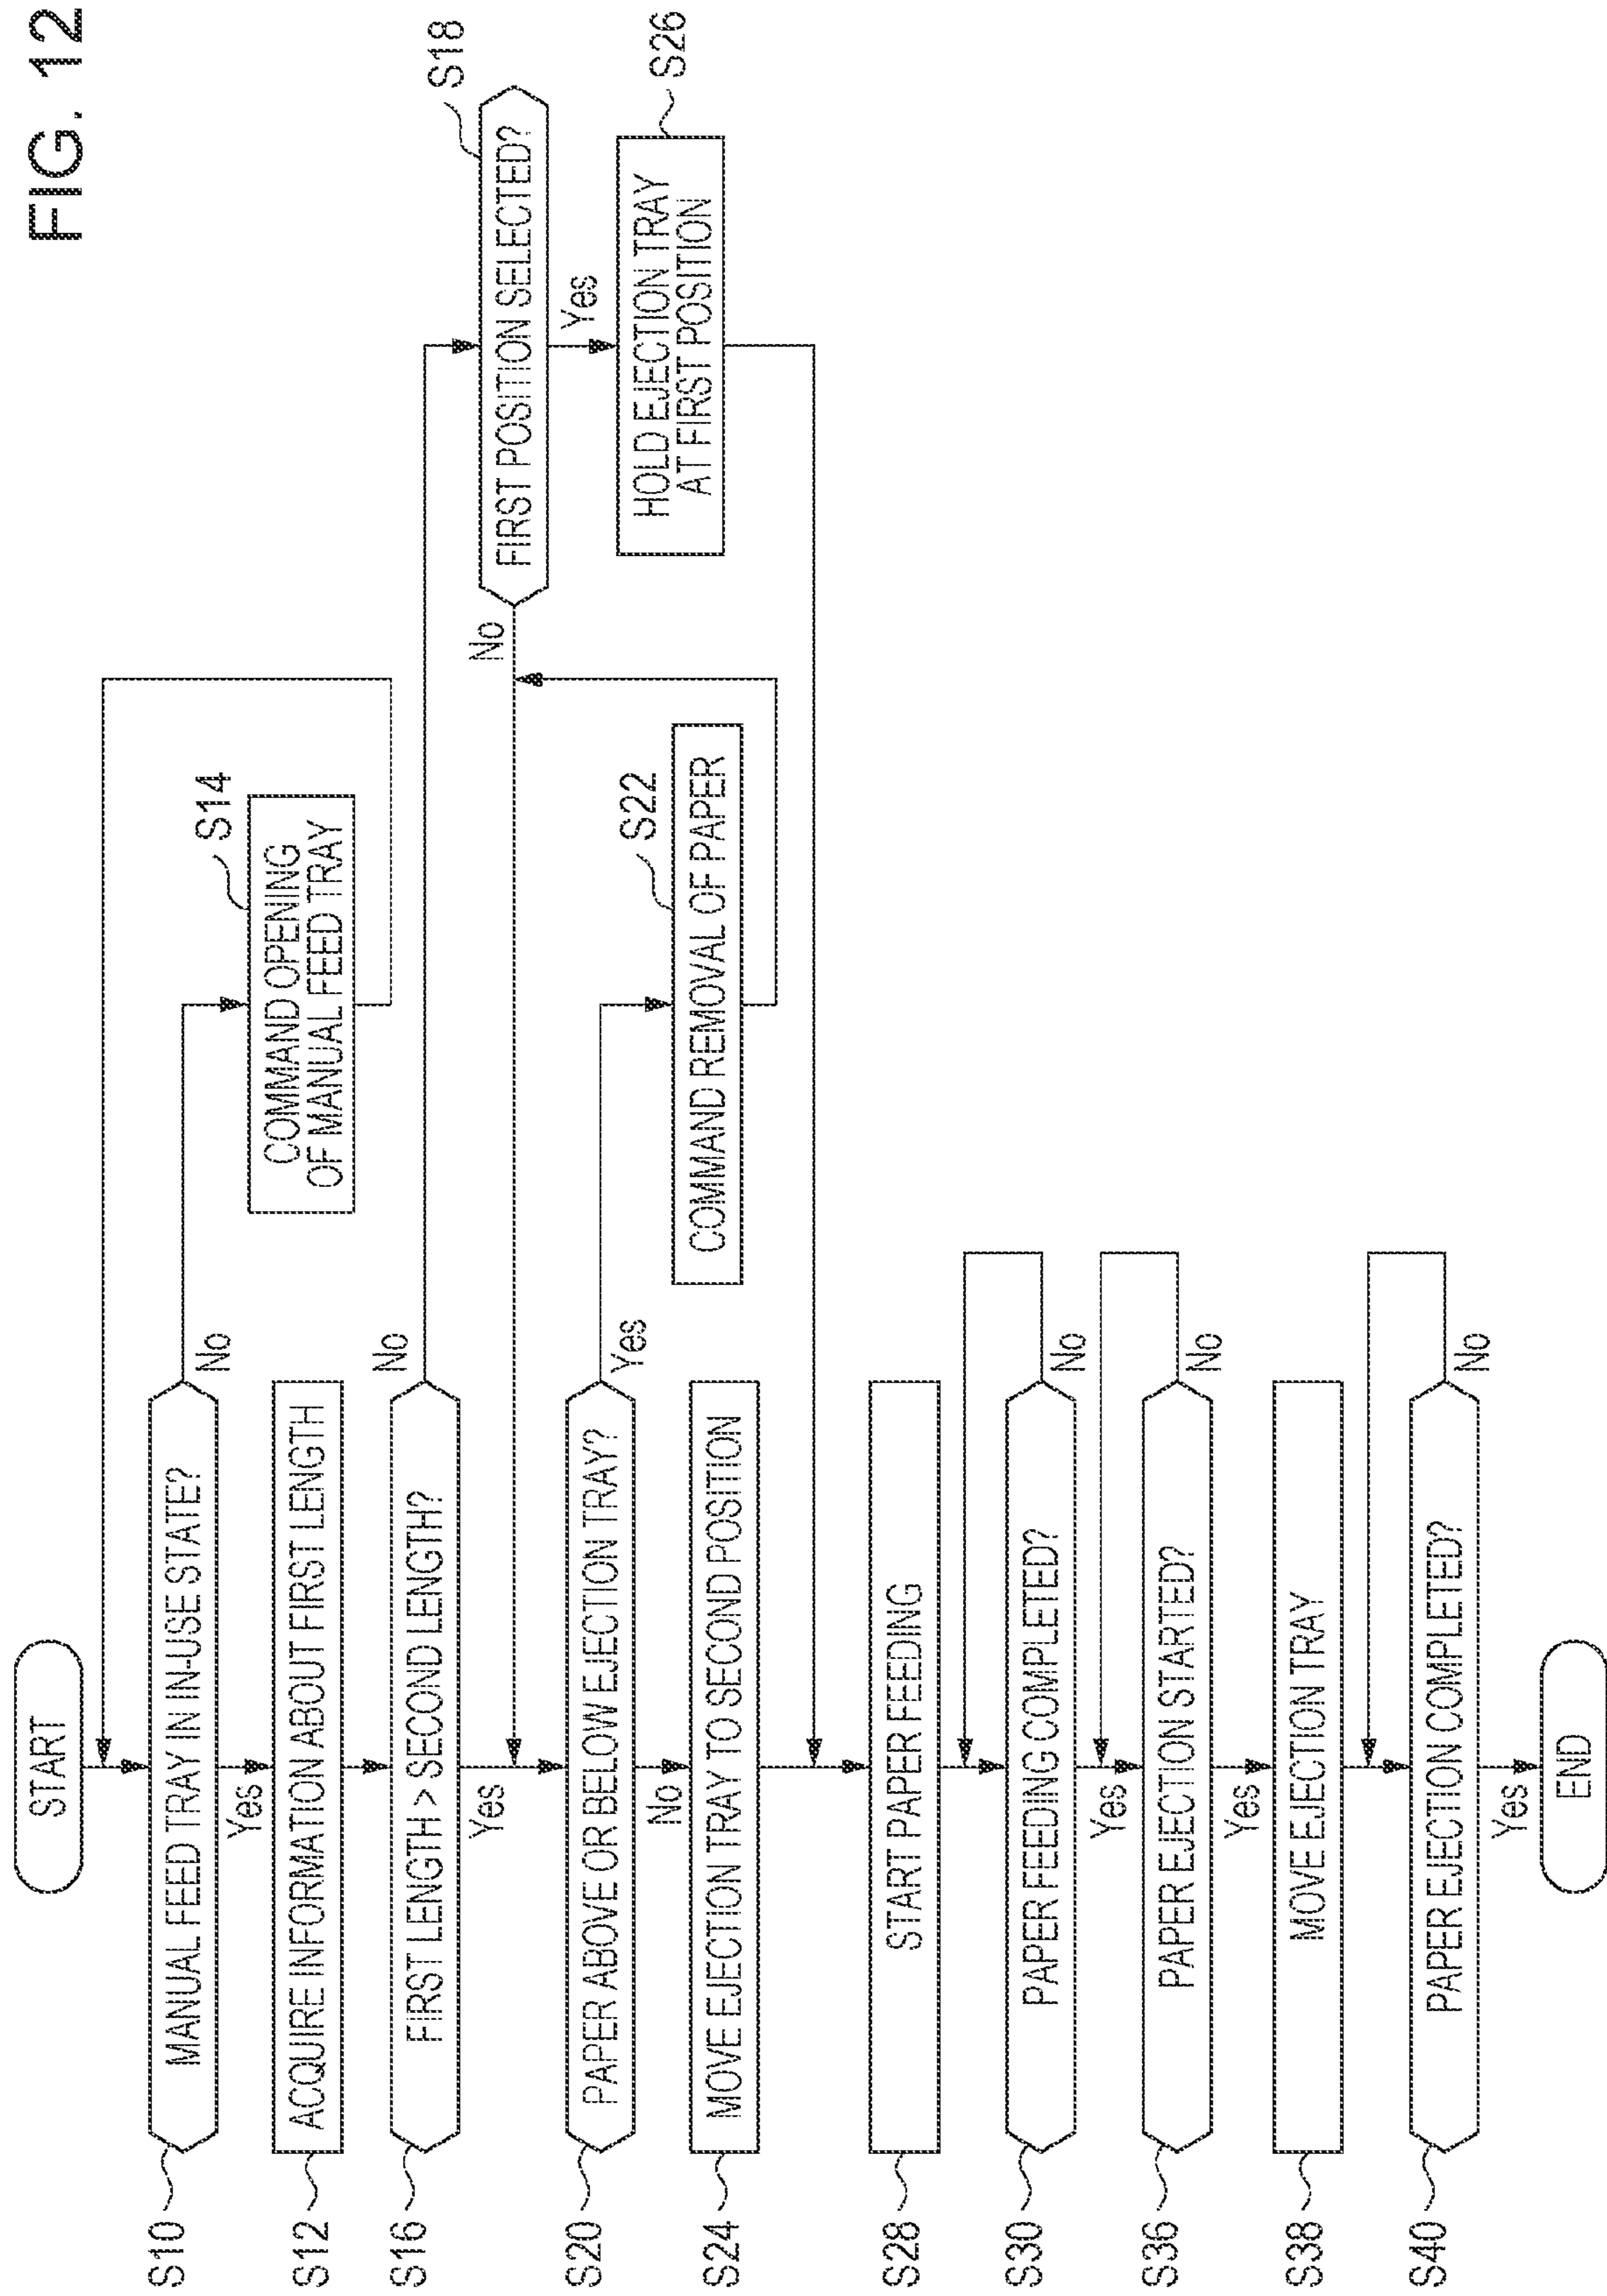 FIG. 12
START
S10
MANUAL FEED TRAY IN IN-USE STATE?
No
Yes
S14
COMMAND OPENING
OF MANUAL FEED TRAY
S12
ACQUIRE INFORMATION ABOUT FIRST LENGTH
S16
FIRST LENGTH > SECOND LENGTH?
No
Yes
S18
FIRST POSITION SELECTED?
No
Yes
S20
PAPER ABOVE OR BELOW EJECTION TRAY?
Yes
No
S22
COMMAND REMOVAL OF PAPER
S26
HOLD EJECTION TRAY
AT FIRST POSITION
S24
MOVE EJECTION TRAY TO SECOND POSITION
S28
START PAPER FEEDING
S30
PAPER FEEDING COMPLETED?
No
Yes
S36
PAPER EJECTION STARTED?
No
Yes
S38
MOVE EJECTION TRAY
S40
PAPER EJECTION COMPLETED?
No
Yes
END